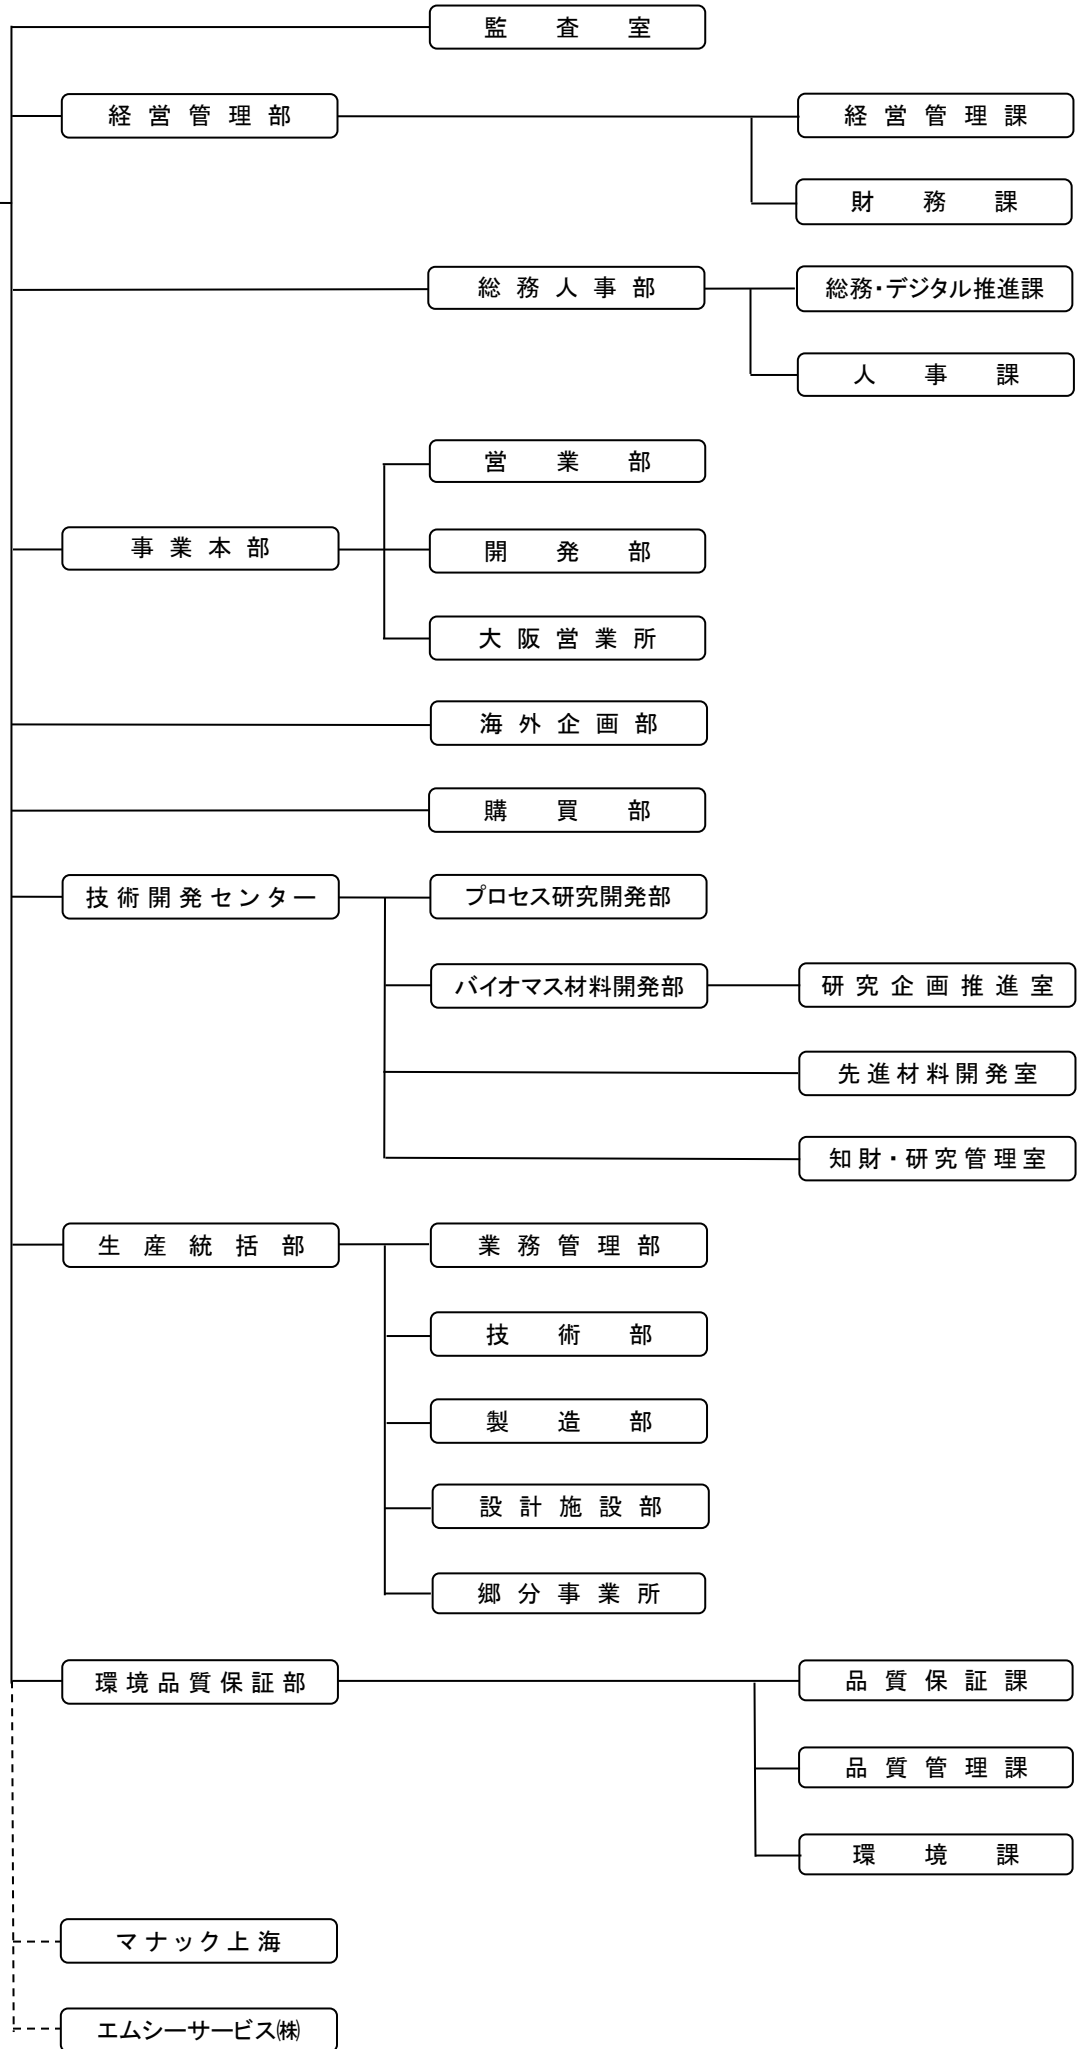 監査室
経営管理部
経営管理課
財務課
総務人事部
総務・デジタル推進課
人事課
営業部
事業本部
開発部
大阪営業所
海外企画部
購買部
技術開発センター
プロセス研究開発部
バイオマス材料開発部
研究企画推進室
先進材料開発室
知財・研究管理室
生産統括部
業務管理部
技術部
製造部
設計施設部
郷分事業所
環境品質保証部
品質保証課
品質管理課
環境課
マナック上海
エムシーサービス㈱